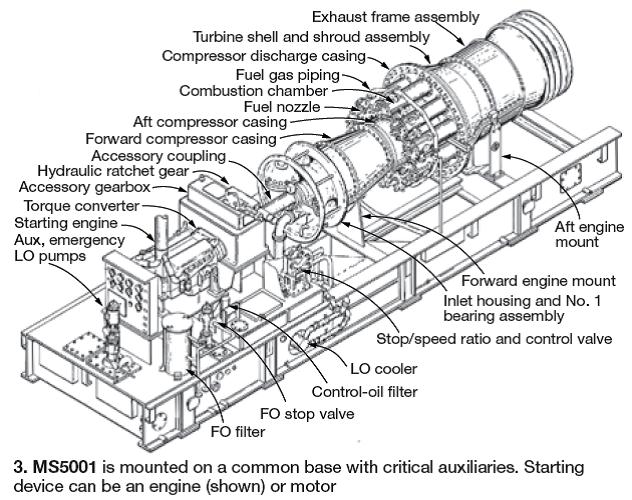 Exhaust frame assembly
Turbine shell and shroud assembly
Compressor discharge casing
Fuel gas piping
Combustion chamber
Fuel nozzle
Aft compressor casing
Forward compressor casing
Accessory coupling
Hydraulic ratchet gear
Accessory gearbox
Torque converter
Starting engine
Aux, emergency
LO pumps
Aft engine
mount
Forward engine mount
Inlet housing and No. 1
bearing assembly
Stop/speed ratio and control valve
LO cooler
Control-oil filter
FO stop valve
FO filter
3. MS5001 is mounted on a common base with critical auxiliaries. Starting
device can be an engine (shown) or motor